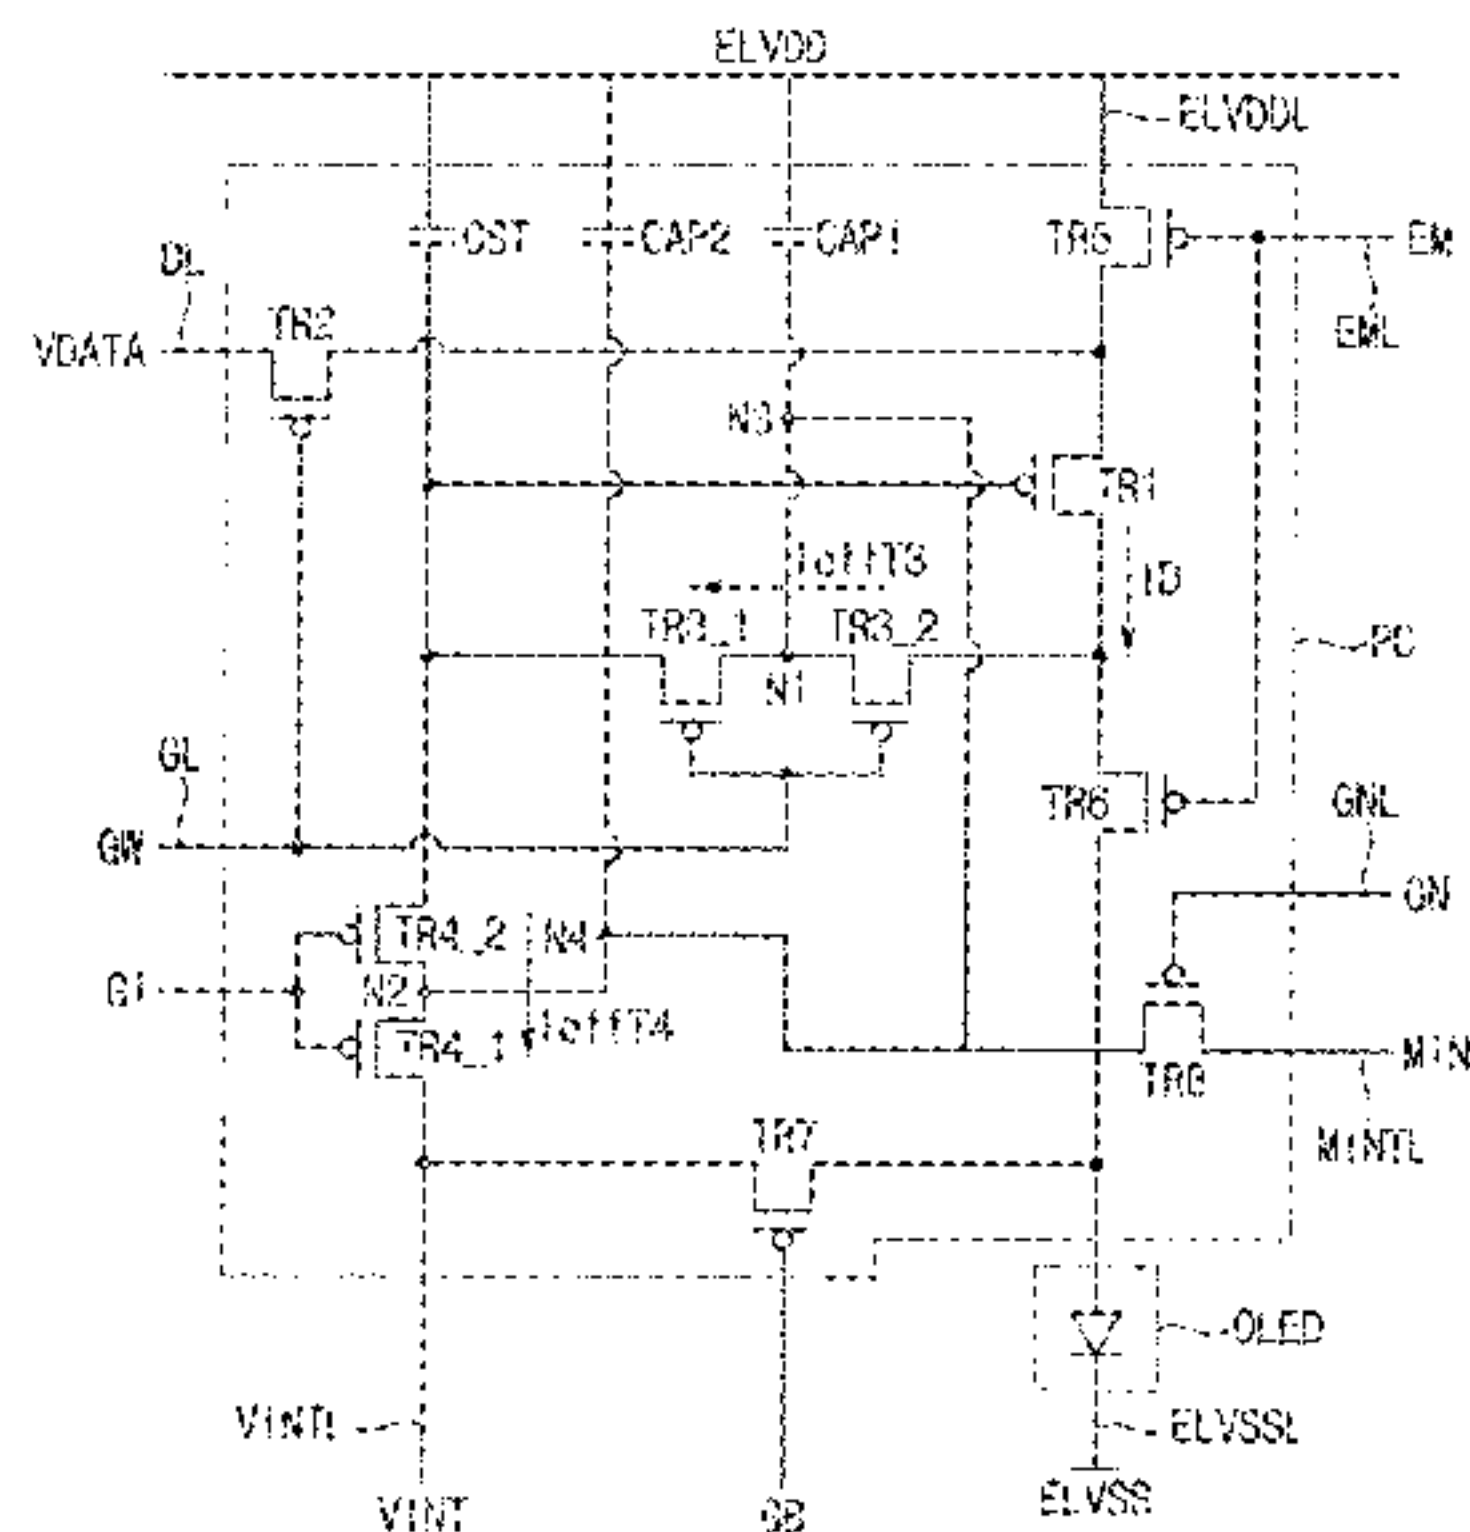 ELVDD
ELVDDL
CST
CAP2
CAP1
TR5
EM
DL
TR2
EML
VDATA
N3
TR1
IoffT3
ID
TR3_1
TR3_2
PC
N1
GL
TR6
GNL
GW
GN
TR4_2
N4
GI
N2
IoffT4
TR4_1
MIN
TR8
TR7
MINTL
OLED
VINTL
ELVSSL
VINT
GB
ELVSS